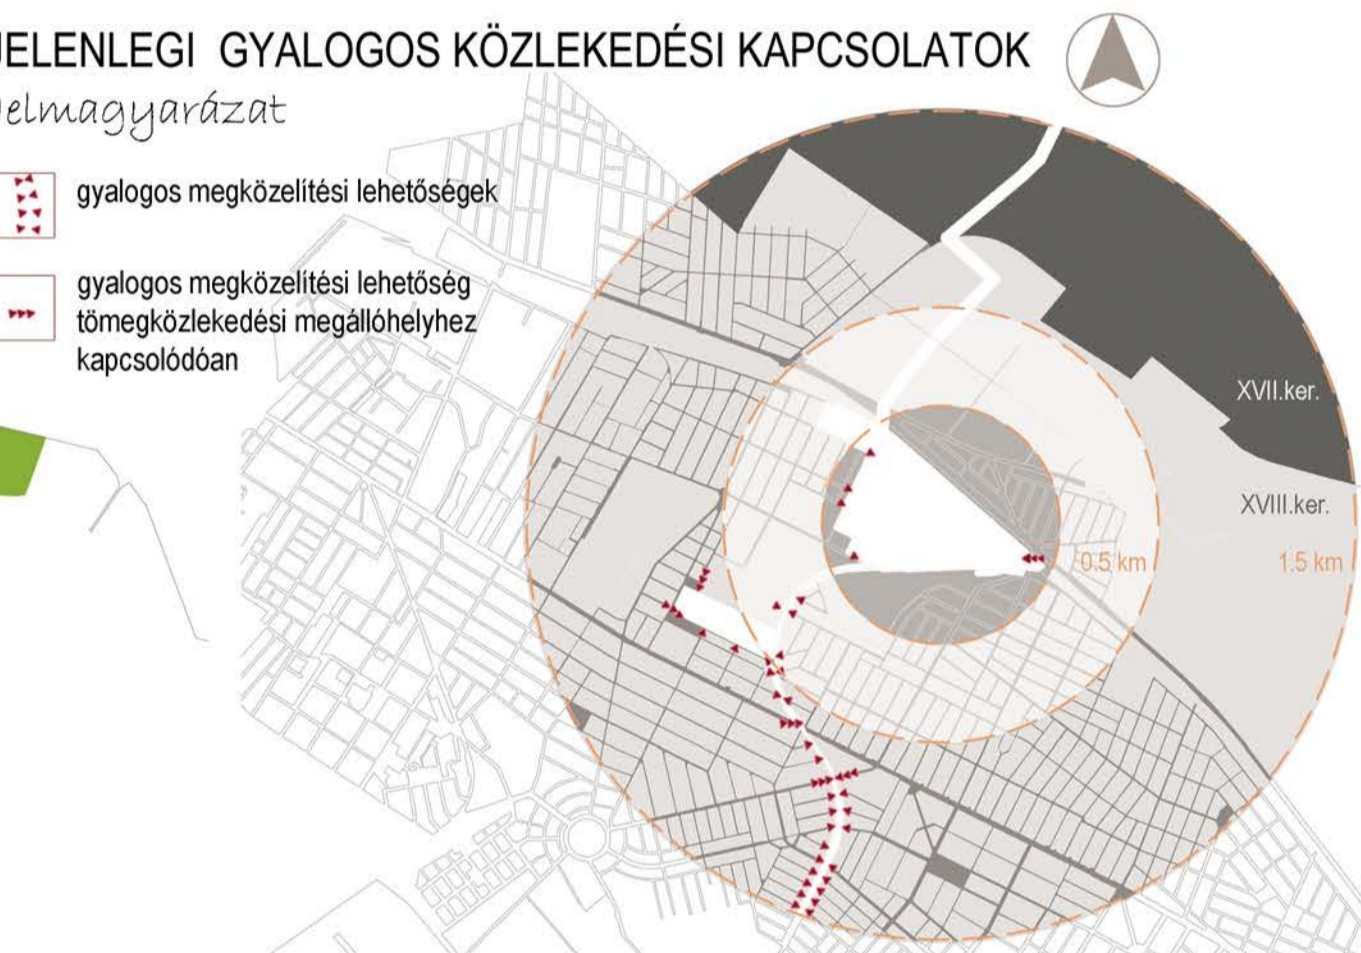 JELENLEGI GYALOGOS KÖZLEKEDÉSI KAPCSOLATOK
Jelmagyarázat
gyalogos megközelítési lehetőségek
gyalogos megközelítési lehetőség
tömegközlekedési megállóhelyhez
kapcsolódóan
XVII.ker.
XVIII.ker.
0.5 km
1.5 km